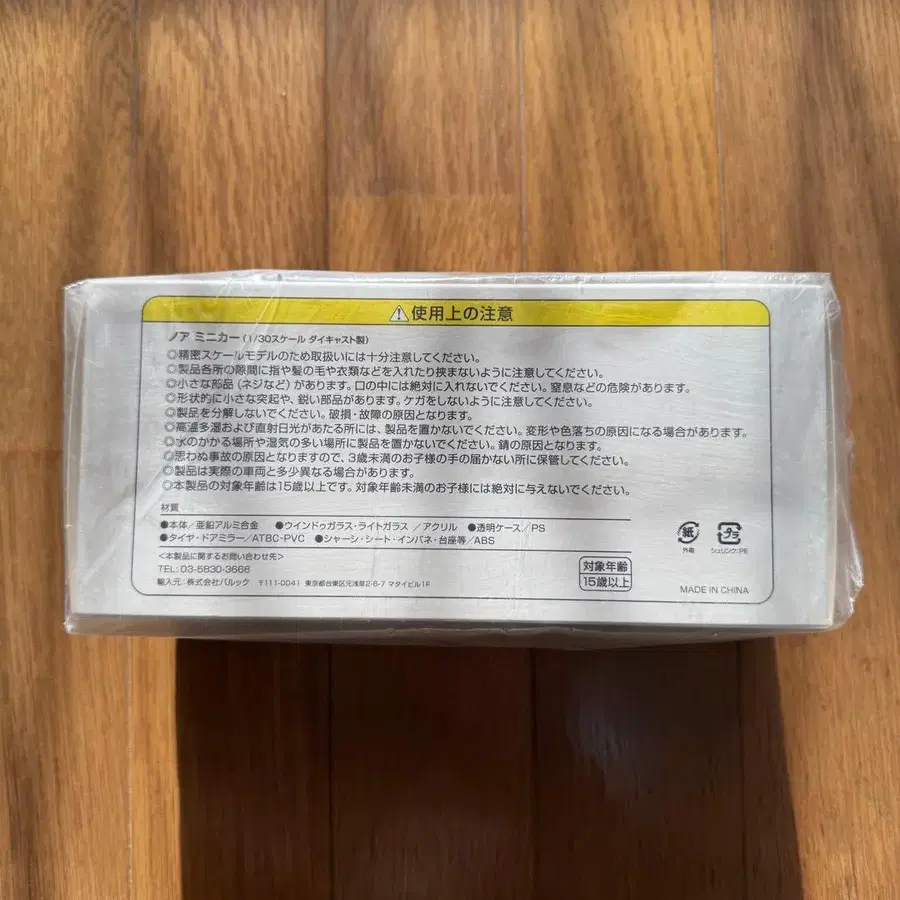 ⚠使用上の注意
ノア ミニカー(1/30スケール ダイキャスト製)
◎精密スケールモデルのため取扱いには十分注意してください。
◎製品各所の隙間に指や髪の毛や衣類などを入れたり挟まないように注意してください。
◎小さな部品(ネジなど)があります。口の中には絶対に入れないでください。窒息などの危険があります。
◎形状的に小さな突起や、鋭い部品があります。ケガをしないように注意してください。
◎製品を分解しないでください。破損・故障の原因となります。
◎高温多湿および直射日光があたる所には、製品を置かないでください。変形や色落ちの原因になる場合があります。
◎水のかかる場所や湿気の多い場所に製品を置かないでください。錆の原因となります。
◎思わぬ事故の原因となりますので、3歳未満のお子様の手の届かない所に保管してください。
◎製品は実際の車両と多少異なる場合があります。
◎本製品の対象年齢は15歳以上です。対象年齢未満のお子様には絶対に与えないでください。
材質
●本体/亜鉛アルミ合金 ●ウインドゥガラス・ライトガラス/アクリル ●透明ケース/PS
●タイヤ・ドアミラー/ATBC-PVC ●シャーシ・シート・インパネ・台座等/ABS
<本製品に関するお問い合わせ先>
TEL: 03-5830-3666
輸入元:株式会社パルック 〒111-0041 東京都台東区元浅草2-6-7 マタイビル1F
対象年齢
15歳以上
紙
外箱
プラ
シュリンク:PE
MADE IN CHINA